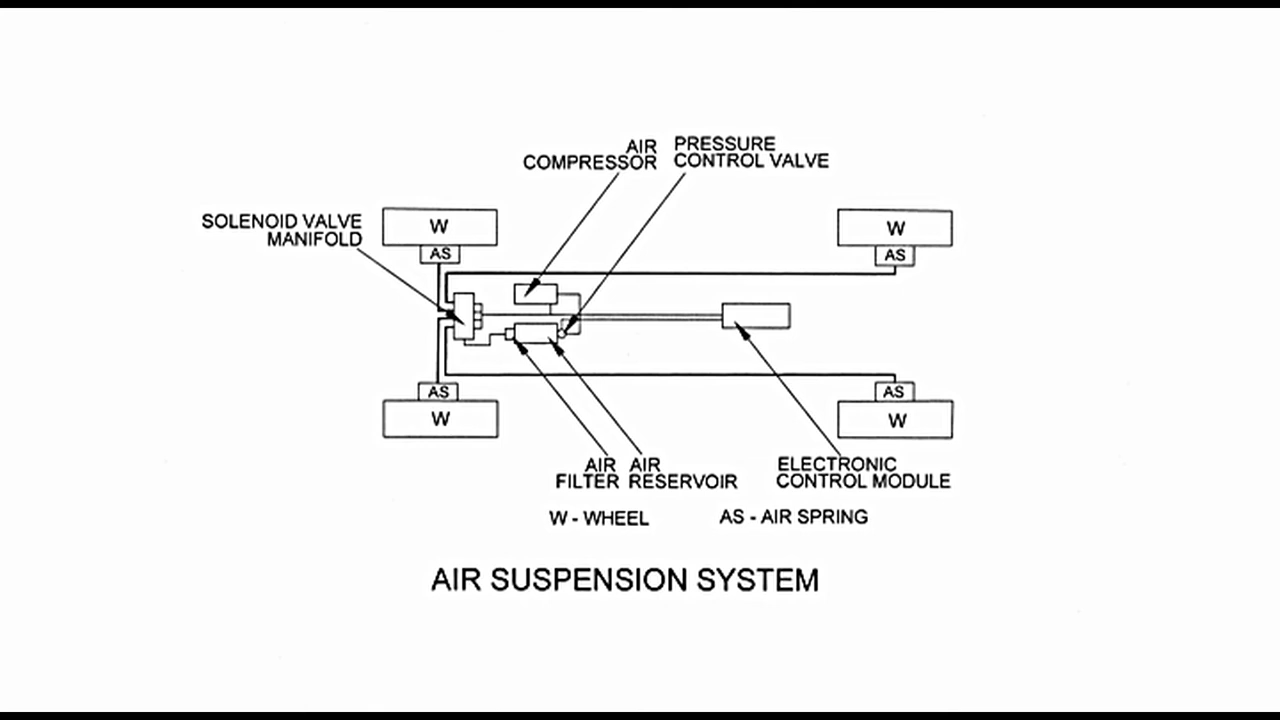 AIR
COMPRESSOR
PRESSURE
CONTROL VALVE
SOLENOID VALVE
MANIFOLD
W
W
AS
AS
AS
AS
W
W
AIR
FILTER
AIR
RESERVOIR
ELECTRONIC
CONTROL MODULE
W - WHEEL
AS - AIR SPRING
AIR SUSPENSION SYSTEM